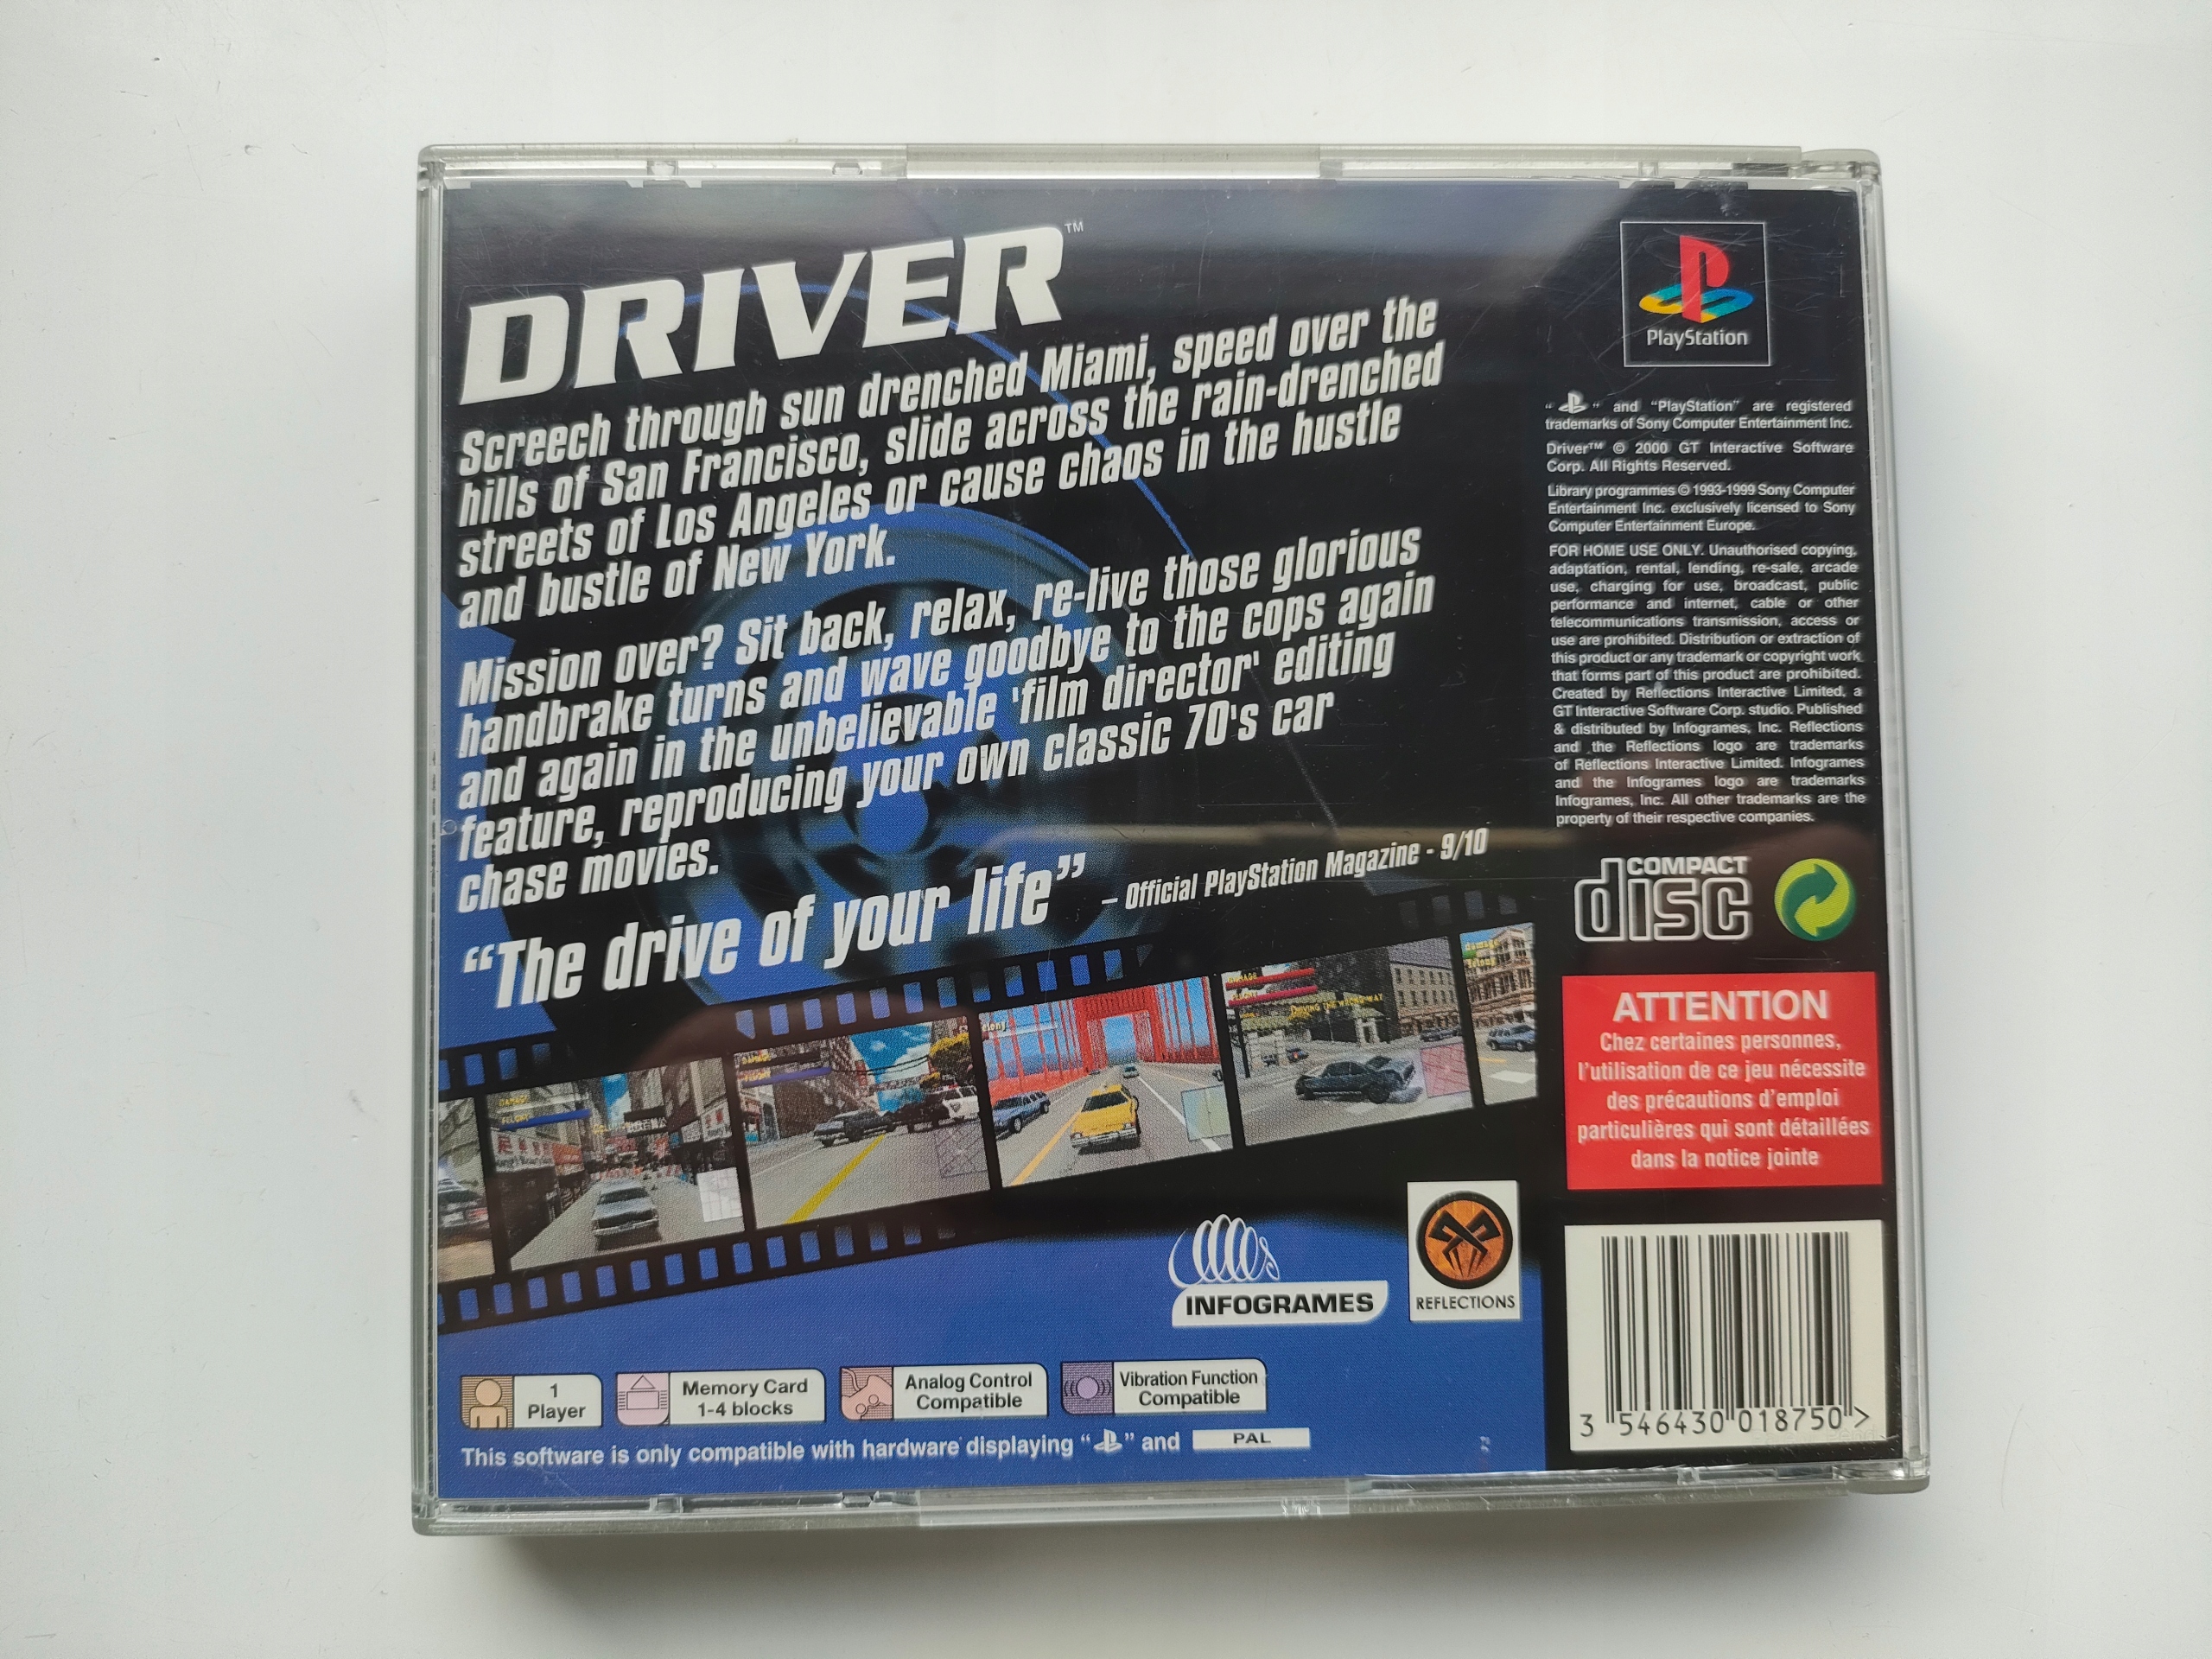 DRIVER™
Screech through sun drenched Miami, speed over the
hills of San Francisco, slide across the rain-drenched
streets of Los Angeles or cause chaos in the hustle
and bustle of New York.
Mission over? Sit back, relax, re-live those glorious
handbrake turns and wave goodbye to the cops again
and again in the unbelievable 'film director' editing
feature, reproducing your own classic 70's car
chase movies.
“The drive of your life” – Official PlayStation Magazine - 9/10
DAMAGE
FELONY
DAMAGE
FELONY
felony
DAMAGE
DRIVING THE WRONG WAY
damage
felony
INFOGRAMES
REFLECTIONS
1
Player
Memory Card
1-4 blocks
Analog Control
Compatible
Vibration Function
Compatible
This software is only compatible with hardware displaying “ ” and PAL
PlayStation
“ ” and “PlayStation” are registered
trademarks of Sony Computer Entertainment Inc.
Driver™ © 2000 GT Interactive Software
Corp. All Rights Reserved.
Library programmes © 1993-1999 Sony Computer
Entertainment Inc. exclusively licensed to Sony
Computer Entertainment Europe.
FOR HOME USE ONLY. Unauthorised copying,
adaptation, rental, lending, re-sale, arcade
use, charging for use, broadcast, public
performance and internet, cable or other
telecommunications transmission, access or
use are prohibited. Distribution or extraction of
this product or any trademark or copyright work
that forms part of this product are prohibited.
Created by Reflections Interactive Limited, a
GT Interactive Software Corp. studio. Published
& distributed by Infogrames, Inc. Reflections
and the Reflections logo are trademarks
of Reflections Interactive Limited. Infogrames
and the Infogrames logo are trademarks
Infogrames, Inc. All other trademarks are the
property of their respective companies.
COMPACT
disc
ATTENTION
Chez certaines personnes,
l'utilisation de ce jeu nécessite
des précautions d'emploi
particulières qui sont détaillées
dans la notice jointe
3 546430 018750 >